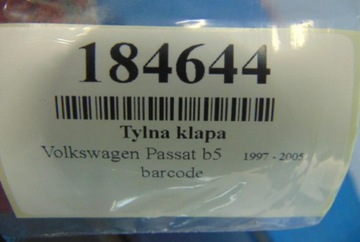 184644
Tylna klapa
Volkswagen Passat b5 1997 - 2005
barcode